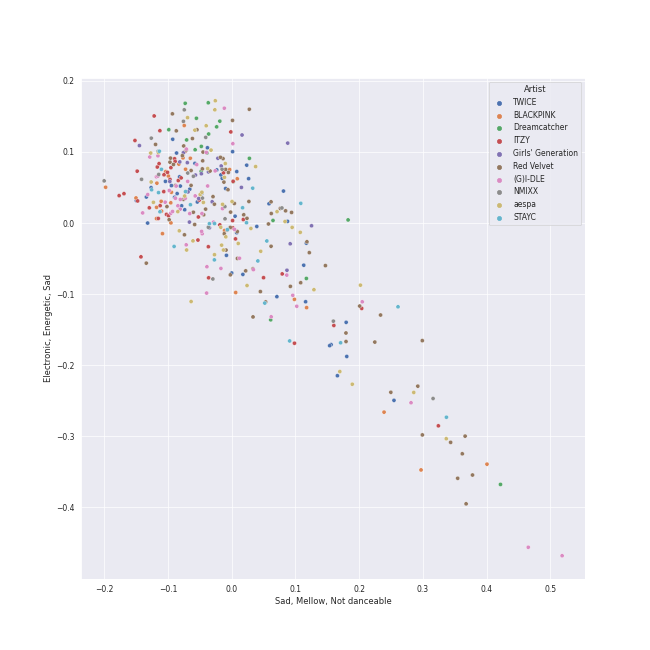 Artist
TWICE
BLACKPINK
Dreamcatcher
ITZY
Girls' Generation
Red Velvet
(G)I-DLE
NMIXX
aespa
STAYC
0.2
0.1
0.0
−0.1
−0.2
−0.3
−0.4
Electronic, Energetic, Sad
−0.2 −0.1 0.0 0.1 0.2 0.3 0.4 0.5
Sad, Mellow, Not danceable